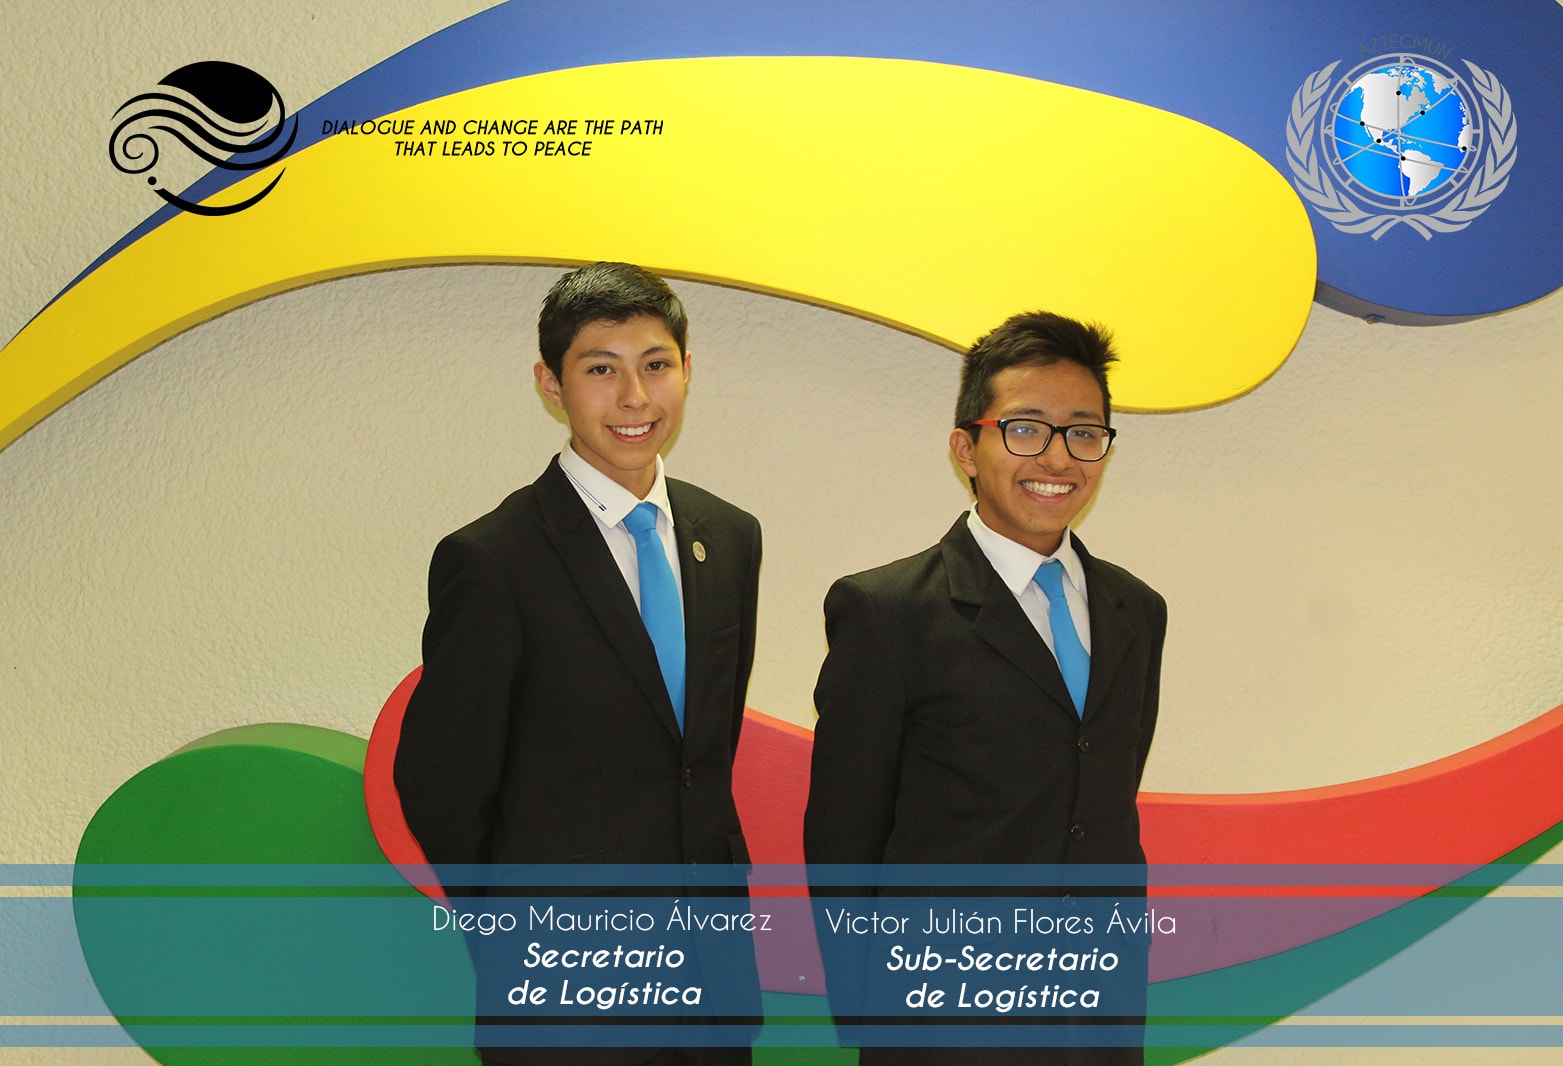 AZTECMUN
DIALOGUE AND CHANGE ARE THE PATH
THAT LEADS TO PEACE
Diego Mauricio Álvarez
Secretario
de Logística
Victor Julián Flores Ávila
Sub-Secretario
de Logística